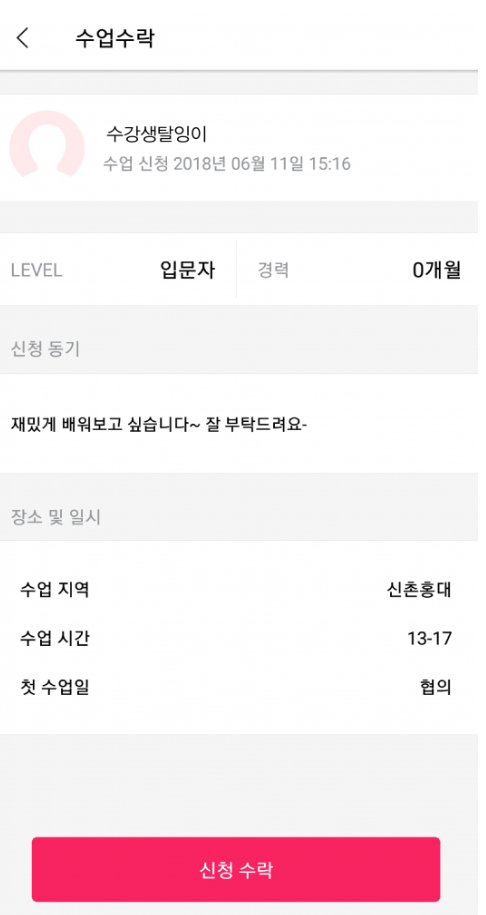 수업수락
수강생탈잉이
수업 신청 2018년 06월 11일 15:16
LEVEL 입문자 경력 0개월
신청 동기
재밌게 배워보고 싶습니다~ 잘 부탁드려요-
장소 및 일시
수업 지역 신촌홍대
수업 시간 13-17
첫 수업일 협의
신청 수락